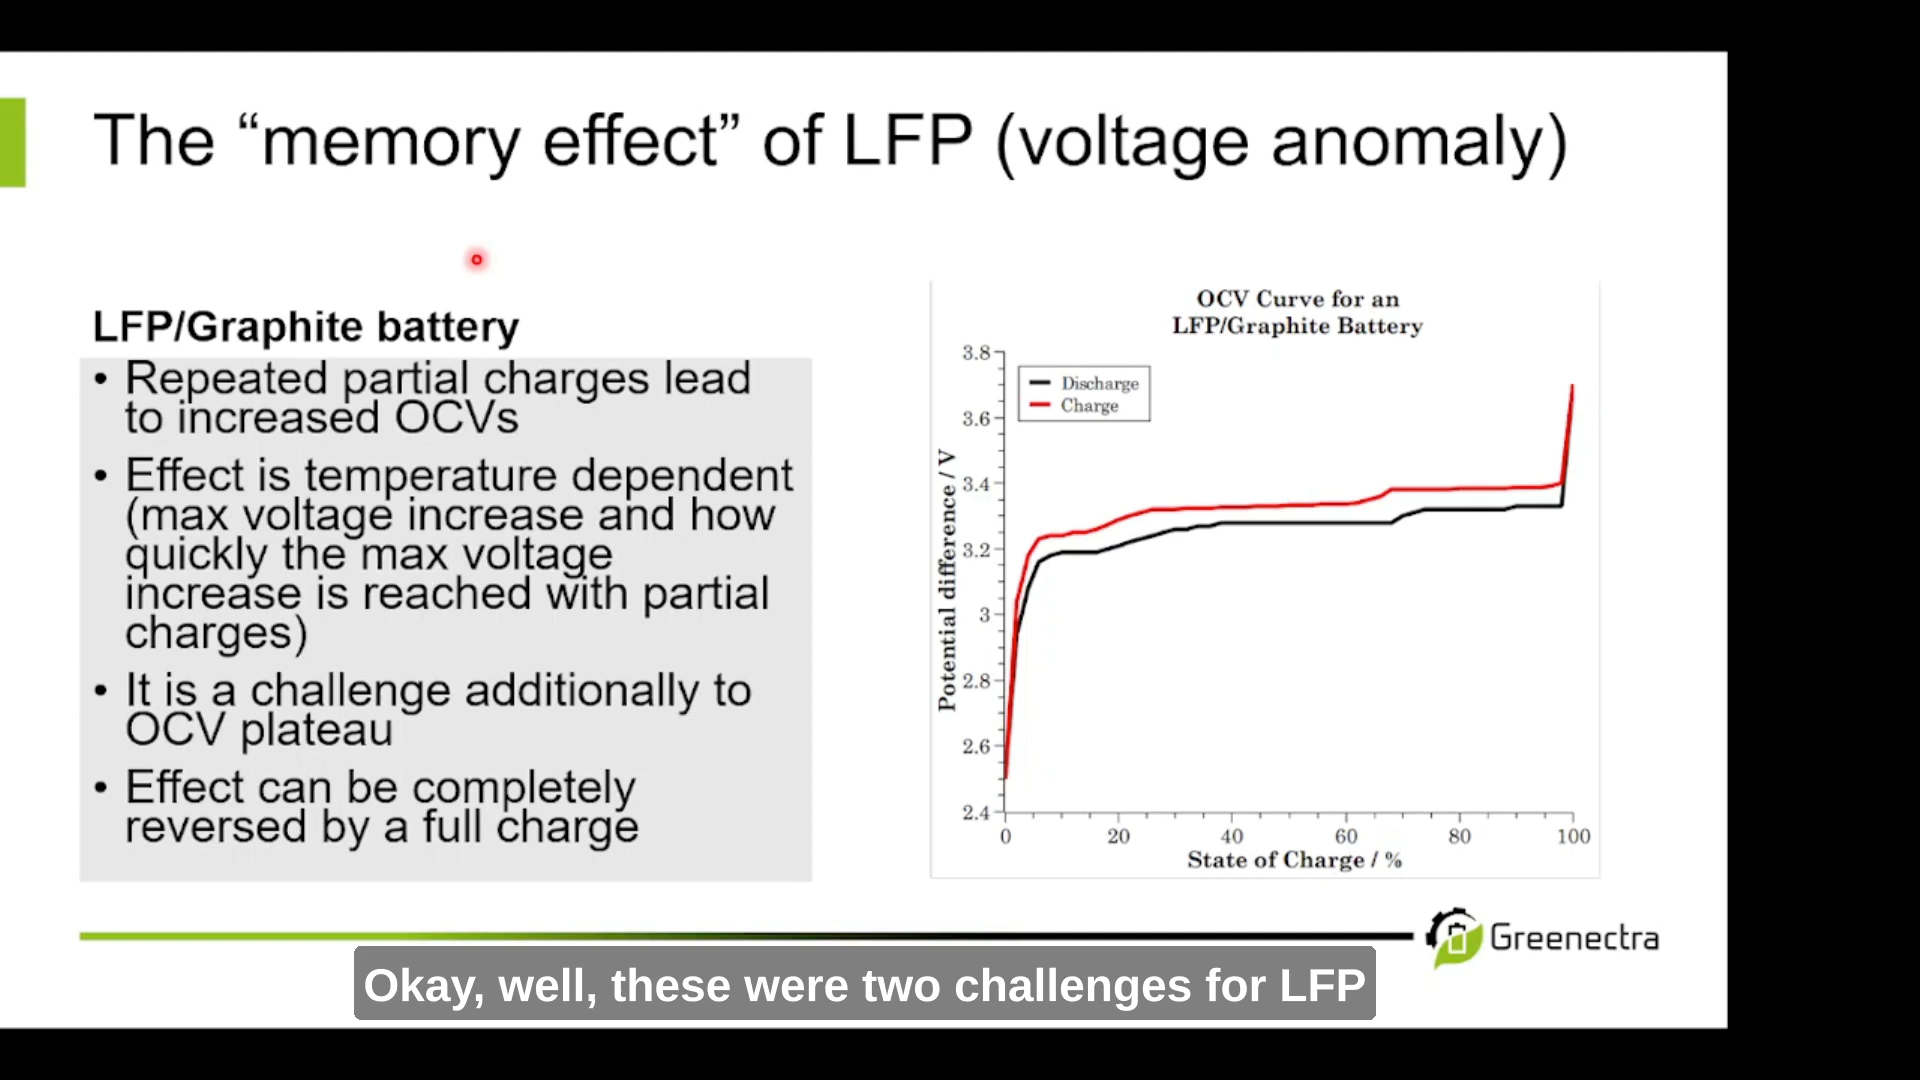 The “memory effect” of LFP (voltage anomaly)
LFP/Graphite battery
• Repeated partial charges lead
to increased OCVs
• Effect is temperature dependent
(max voltage increase and how
quickly the max voltage
increase is reached with partial
charges)
• It is a challenge additionally to
OCV plateau
• Effect can be completely
reversed by a full charge
OCV Curve for an
LFP/Graphite Battery
Discharge
Charge
Potential difference / V
3.8
3.6
3.4
3.2
3
2.8
2.6
2.4
0 20 40 60 80 100
State of Charge / %
Greenectra
Okay, well, these were two challenges for LFP